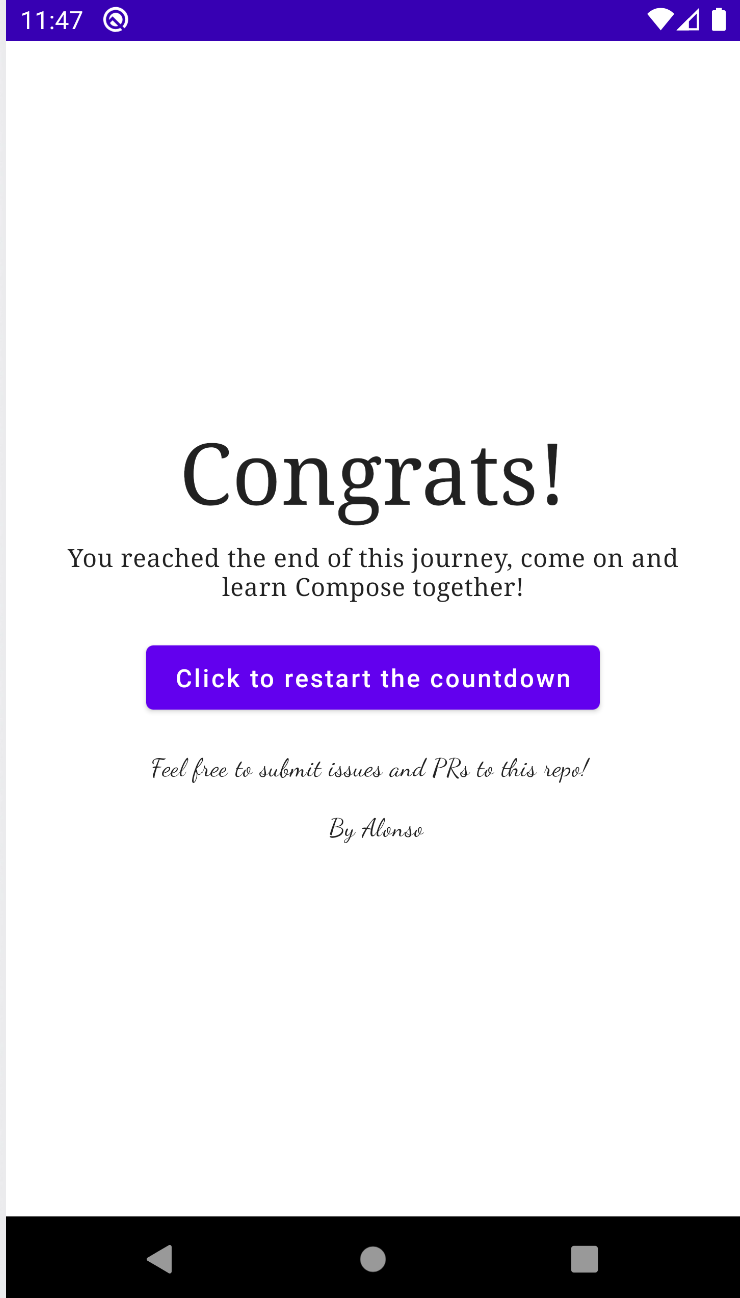 11:47
Congrats!
You reached the end of this journey, come on and
learn Compose together!
Click to restart the countdown
Feel free to submit issues and PRs to this repo!
By Alonso